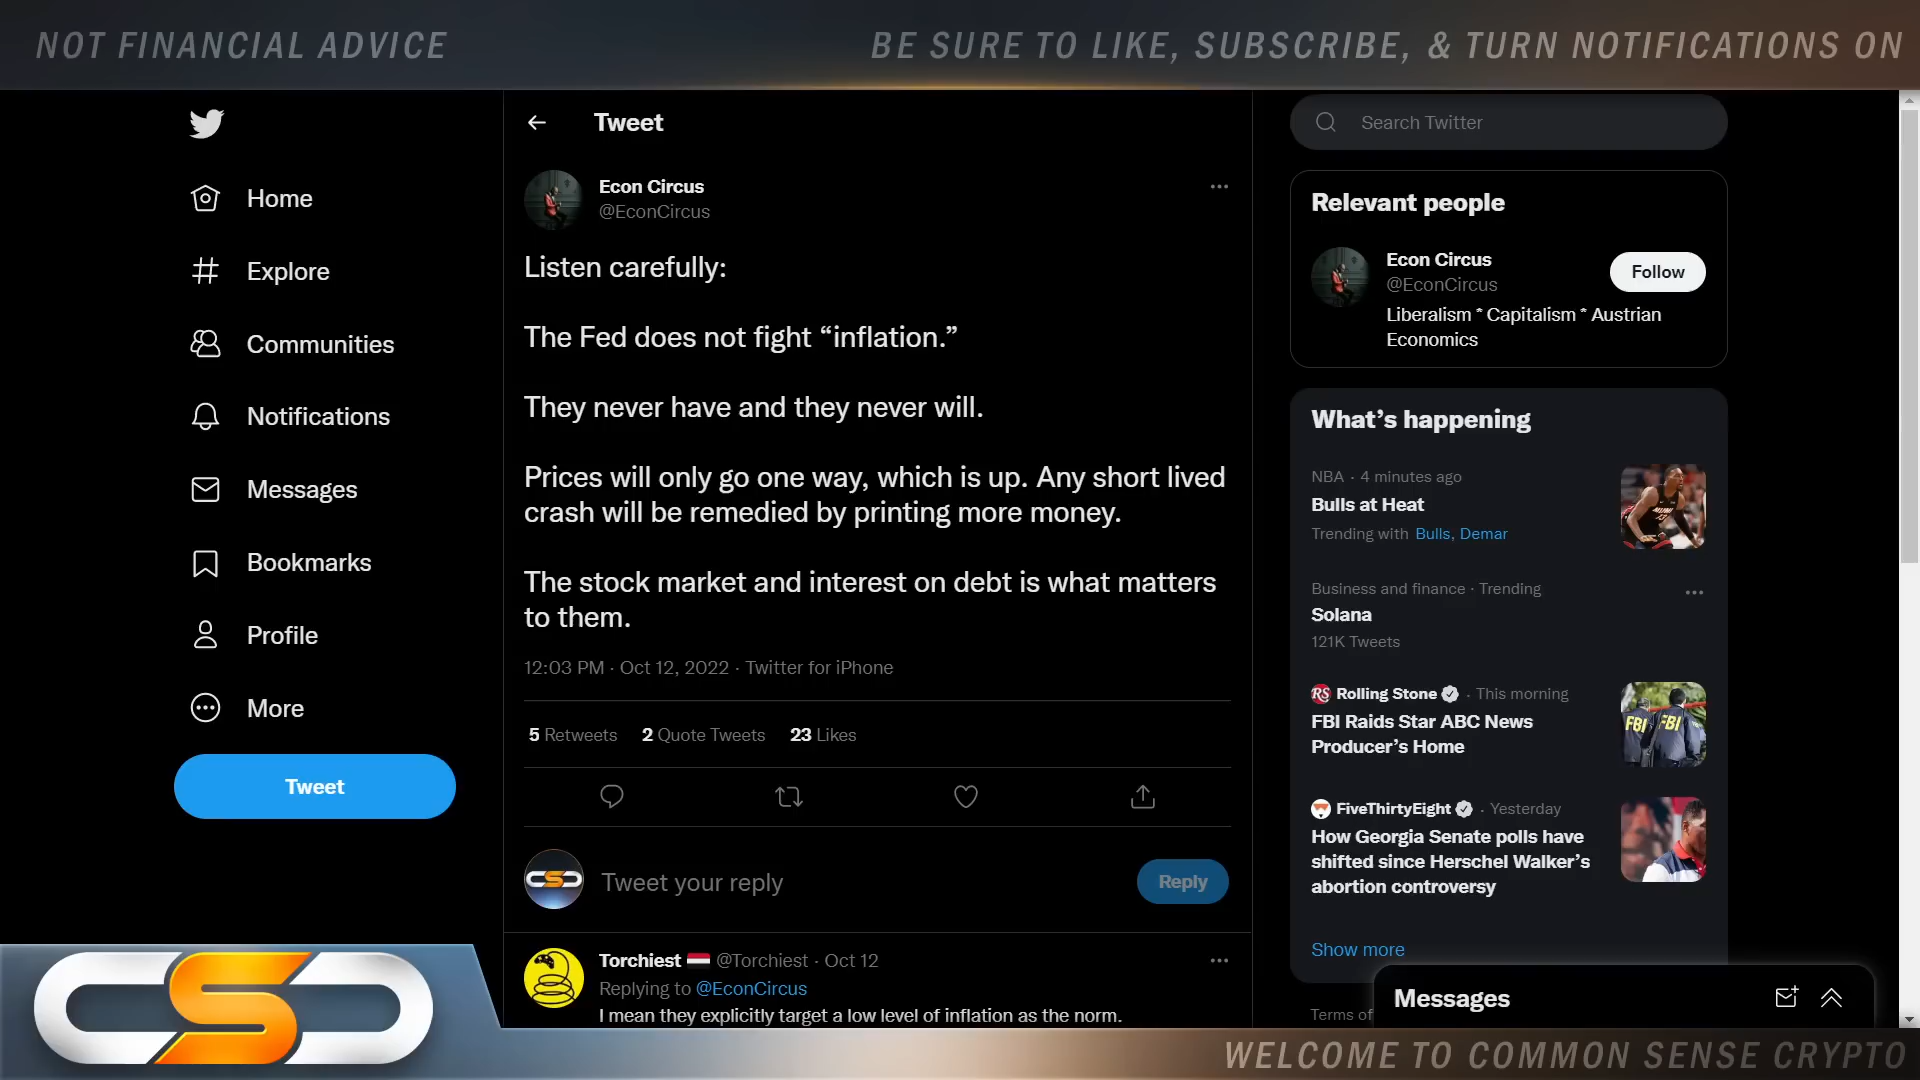 NOT FINANCIAL ADVICE
BE SURE TO LIKE, SUBSCRIBE, & TURN NOTIFICATIONS ON
Home
Explore
Communities
Notifications
Messages
Bookmarks
Profile
More
Tweet
Tweet
Econ Circus
@EconCircus
Listen carefully:
The Fed does not fight “inflation.”
They never have and they never will.
Prices will only go one way, which is up. Any short lived
crash will be remedied by printing more money.
The stock market and interest on debt is what matters
to them.
12:03 PM · Oct 12, 2022 · Twitter for iPhone
5 Retweets 2 Quote Tweets 23 Likes
Tweet your reply
Reply
Torchiest @Torchiest · Oct 12
Replying to @EconCircus
I mean they explicitly target a low level of inflation as the norm.
Search Twitter
Relevant people
Econ Circus
@EconCircus
Follow
Liberalism * Capitalism * Austrian
Economics
What’s happening
NBA · 4 minutes ago
Bulls at Heat
Trending with Bulls, Demar
Business and finance · Trending
Solana
121K Tweets
RS Rolling Stone · This morning
FBI Raids Star ABC News
Producer’s Home
FBI FBI
FiveThirtyEight · Yesterday
How Georgia Senate polls have
shifted since Herschel Walker’s
abortion controversy
Show more
Terms of
Messages
CSC
WELCOME TO COMMON SENSE CRYPTO